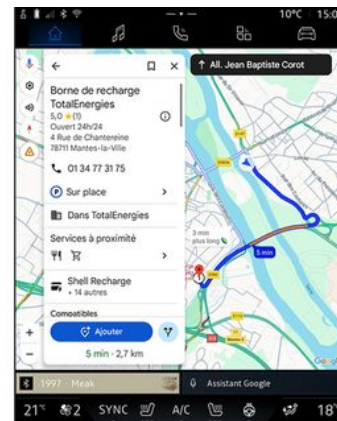 10°C 15:0
Borne de recharge
TotalEnergies
5,0 ★(1)
Ouvert 24h/24
4 Rue de Chantereine
78711 Mantes-la-Ville
01 34 77 31 75
Sur place
Dans TotalEnergies
Services à proximité
Shell Recharge
+ 14 autres
Compatibles
Ajouter
5 min · 2,7 km
All. Jean Baptiste Corot
3 min
plus long
5 min
Google
1997 · Meak
Assistant Google
21° 2 SYNC A/C 18°